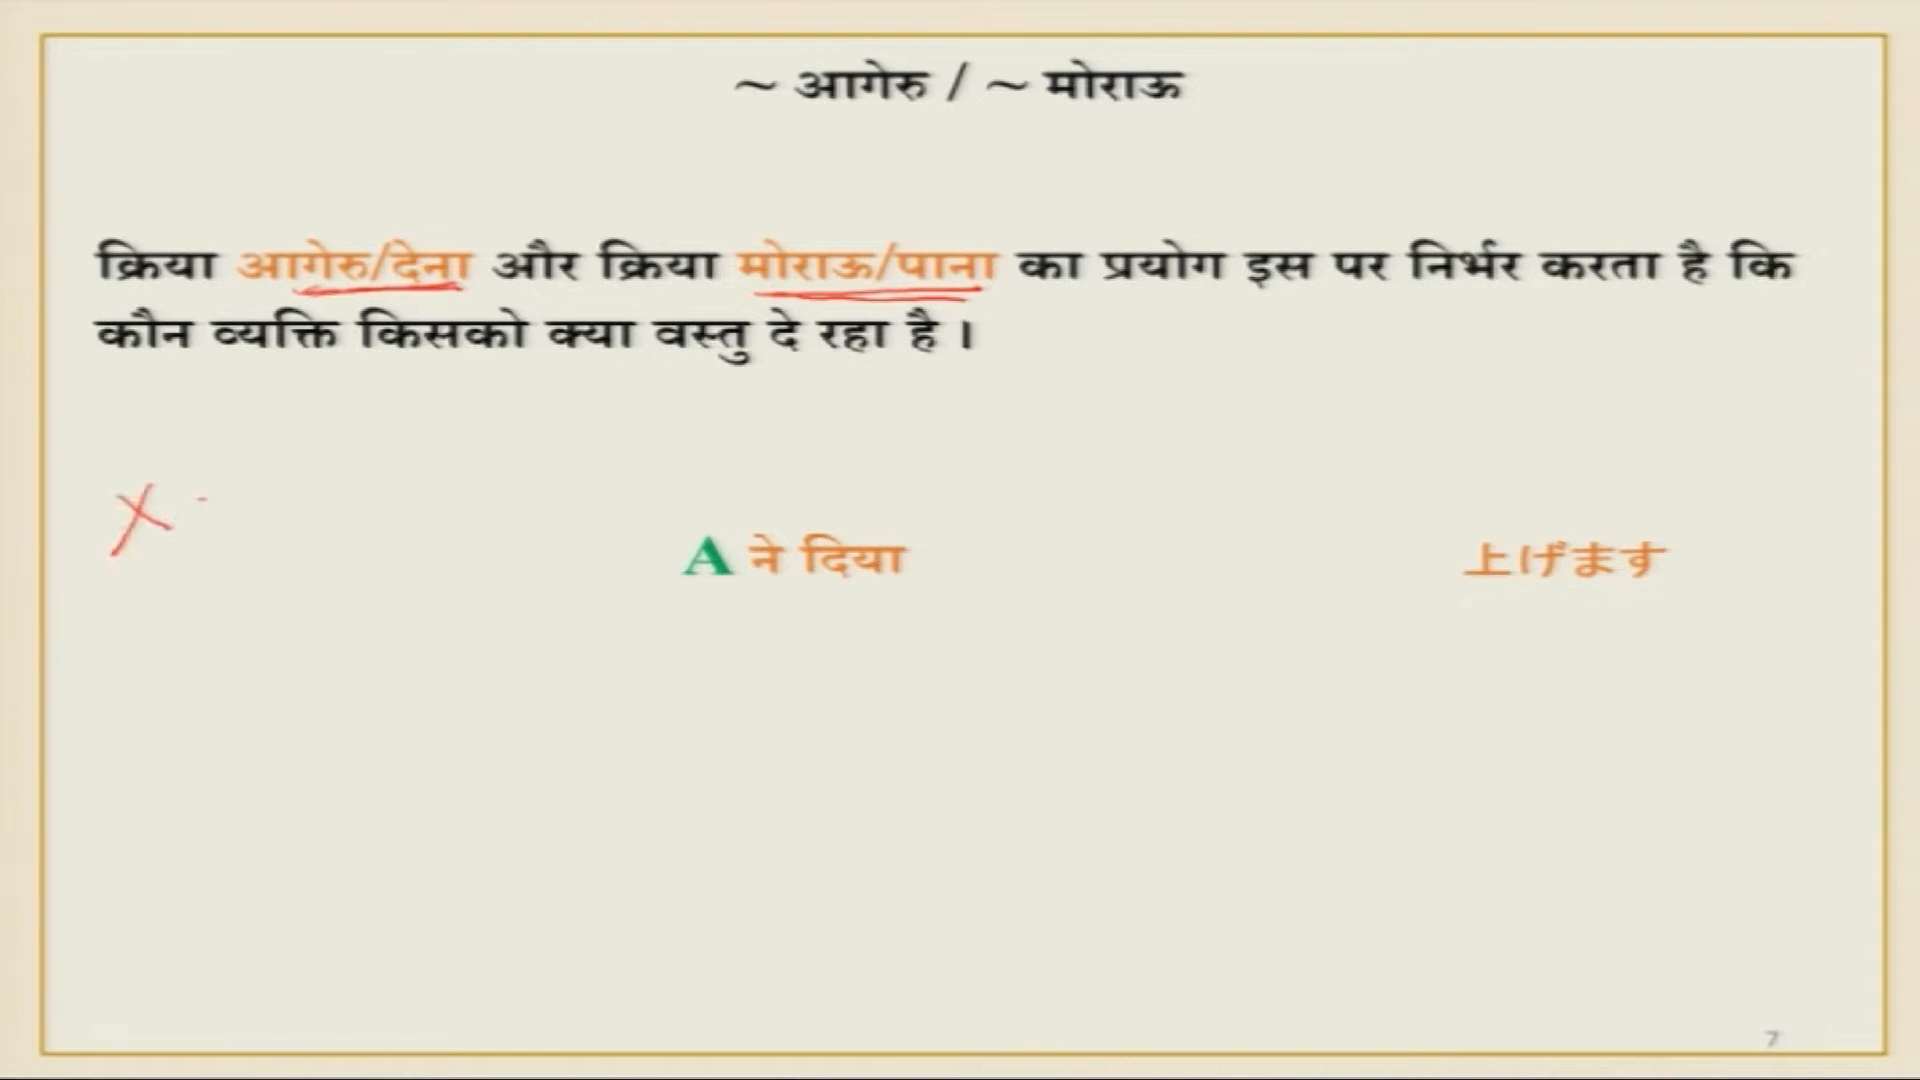 ~ आगेरु / ~ मोराऊ
क्रिया आगेरु/देना और क्रिया मोराऊ/पाना का प्रयोग इस पर निर्भर करता है कि
कौन व्यक्ति किसको क्या वस्तु दे रहा है ।
X
A ने दिया 上げます
7